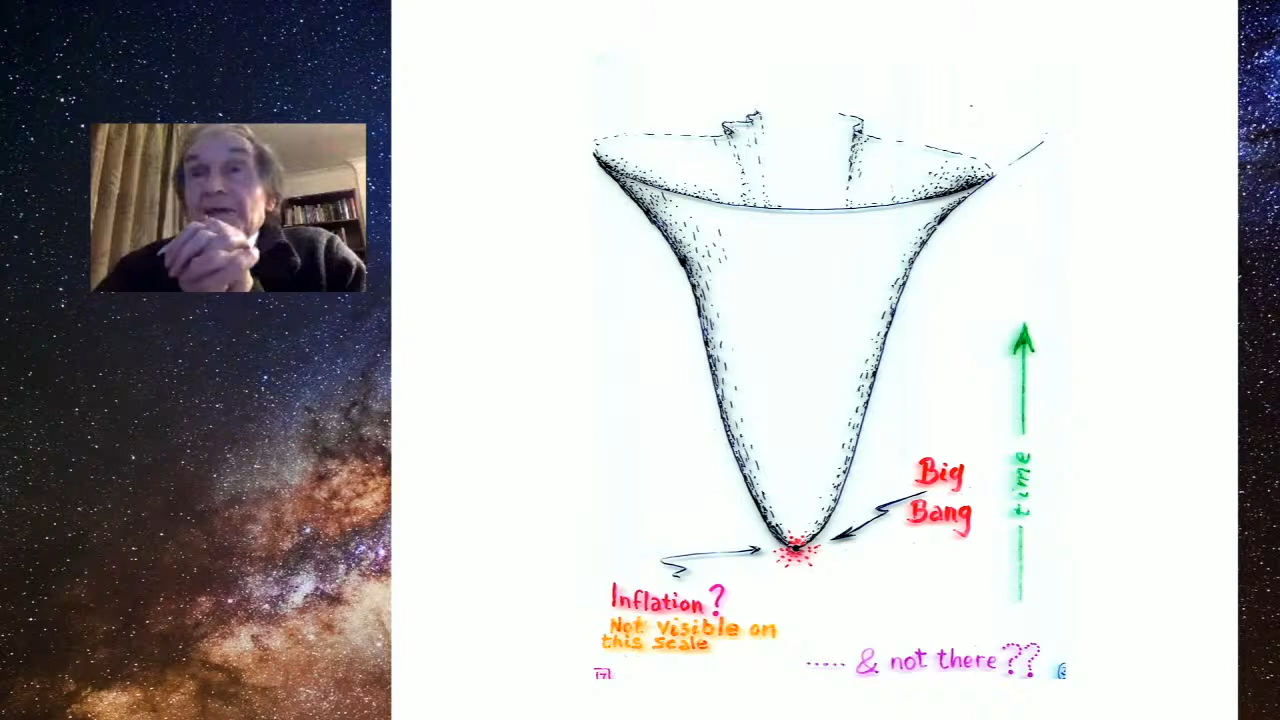 Big
Bang
time
Inflation?
Not visible on
this scale
..... & not there??